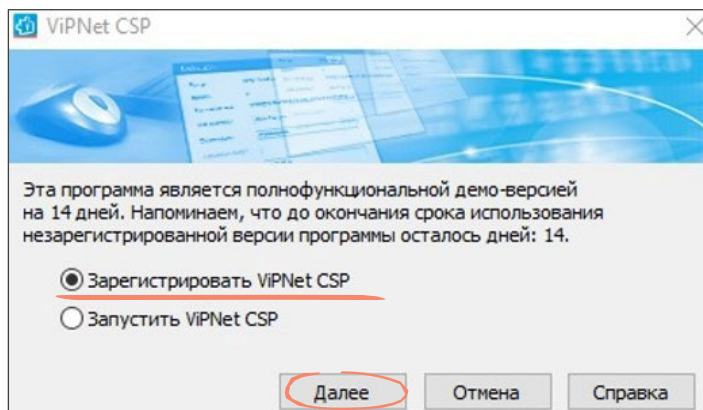 ViPNet CSP
Эта программа является полнофункциональной демо-версией
на 14 дней. Напоминаем, что до окончания срока использования
незарегистрированной версии программы осталось дней: 14.
Зарегистрировать ViPNet CSP
Запустить ViPNet CSP
Далее Отмена Справка